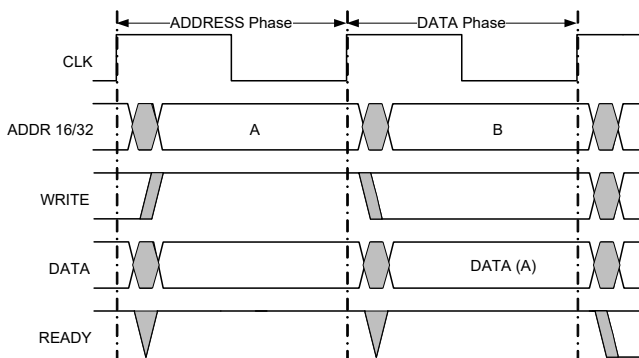 ADDRESS Phase DATA Phase
CLK
ADDR 16/32 A B
WRITE
DATA DATA (A)
READY